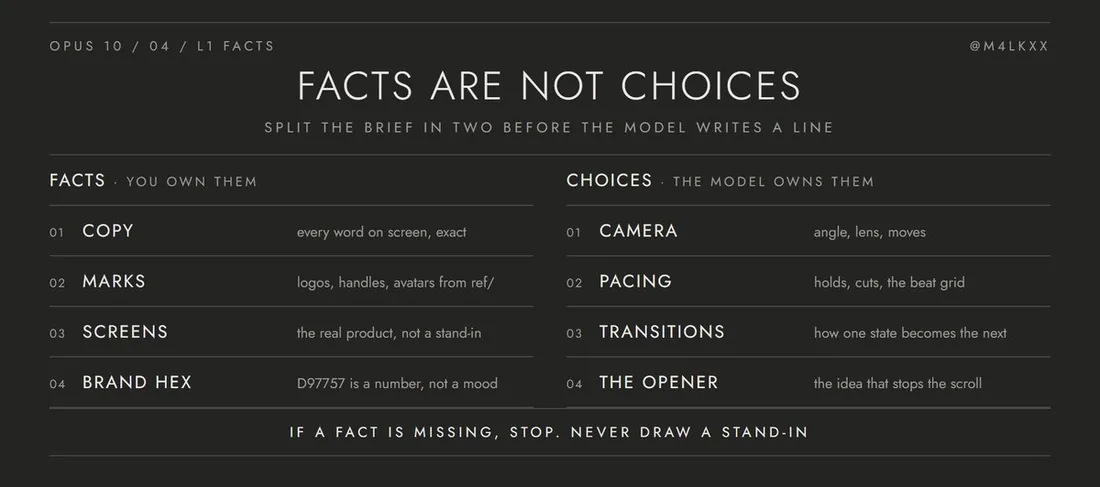 OPUS 10 / 04 / L1 FACTS
@M4LKXX
FACTS ARE NOT CHOICES
SPLIT THE BRIEF IN TWO BEFORE THE MODEL WRITES A LINE
FACTS · YOU OWN THEM
01 COPY every word on screen, exact
02 MARKS logos, handles, avatars from ref/
03 SCREENS the real product, not a stand-in
04 BRAND HEX D97757 is a number, not a mood
CHOICES · THE MODEL OWNS THEM
01 CAMERA angle, lens, moves
02 PACING holds, cuts, the beat grid
03 TRANSITIONS how one state becomes the next
04 THE OPENER the idea that stops the scroll
IF A FACT IS MISSING, STOP. NEVER DRAW A STAND-IN